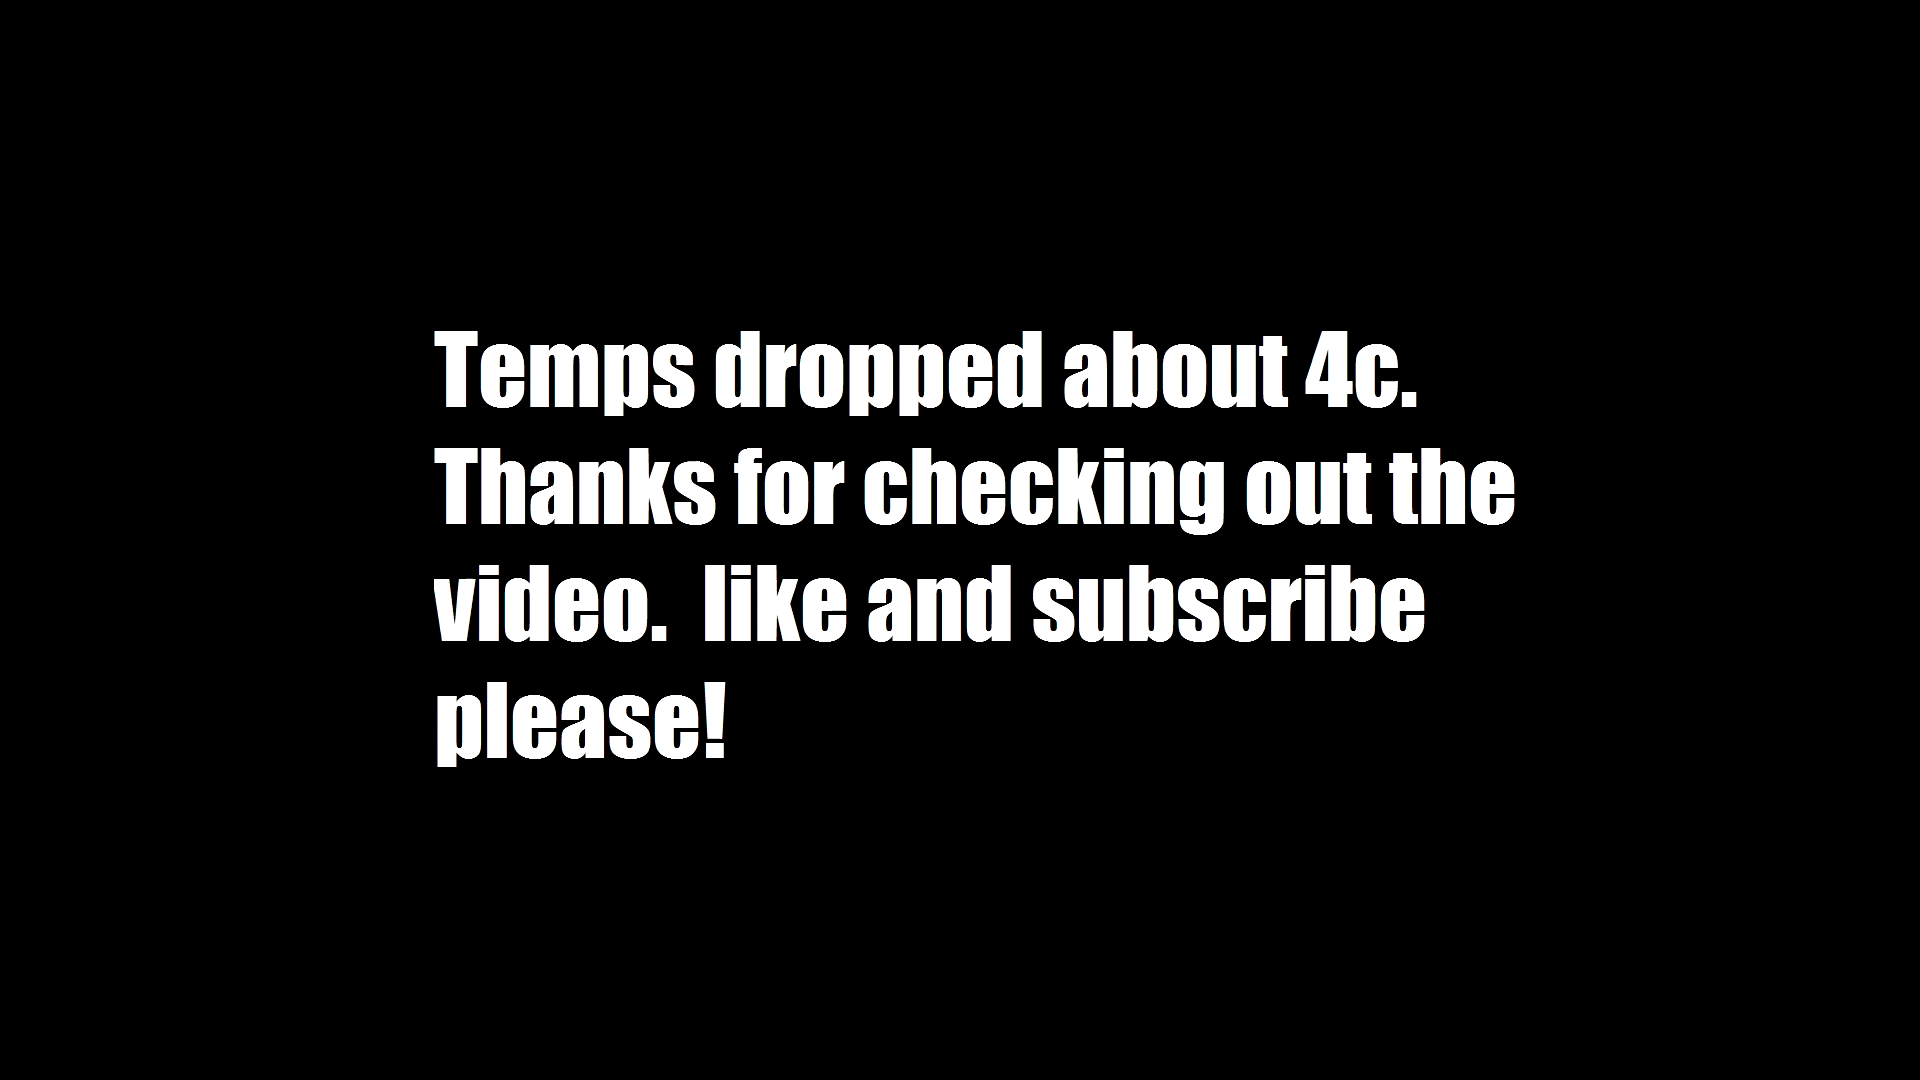 Temps dropped about 4c.
Thanks for checking out the
video.  like and subscribe
please!